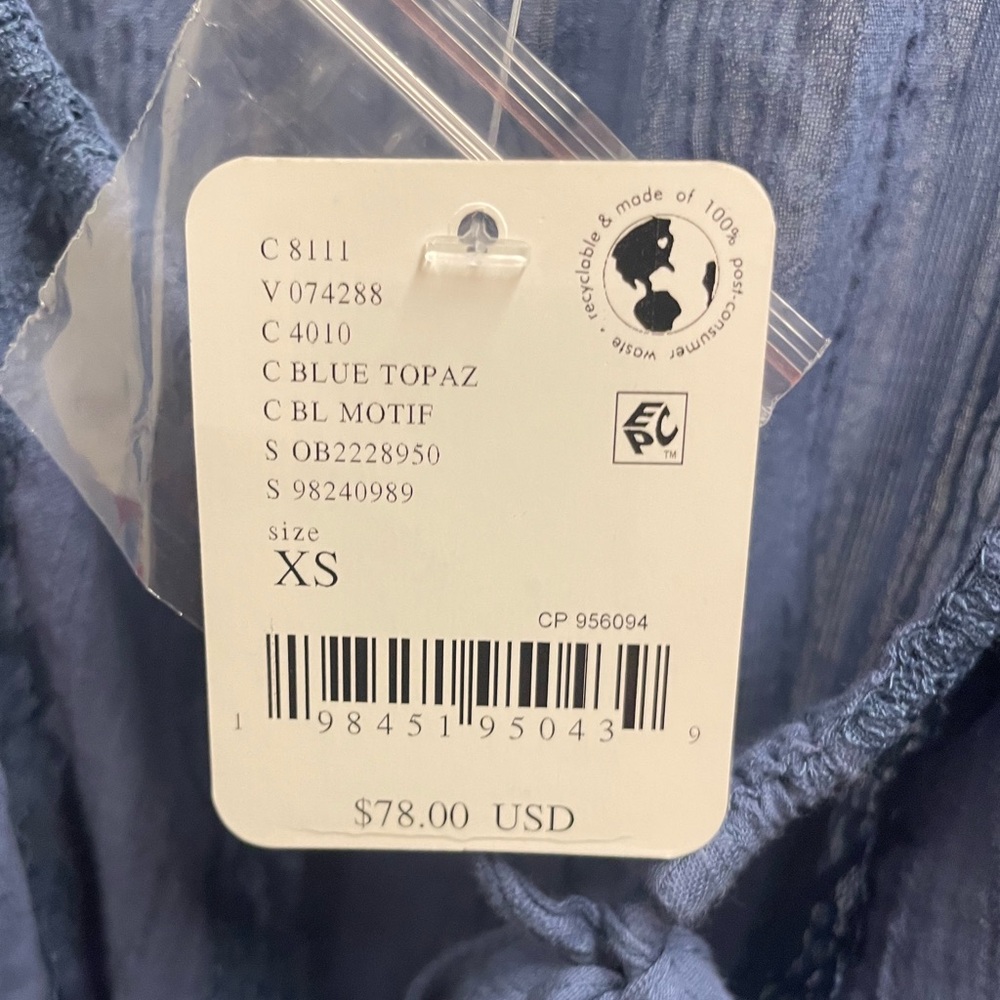 C 8111
V 074288
C 4010
C BLUE TOPAZ
C BL MOTIF
S OB2228950
S 98240989
size
XS
recyclable & made of 100% post-consumer waste •
EPC
TM
CP 956094
1 98451 95043 9
$78.00 USD